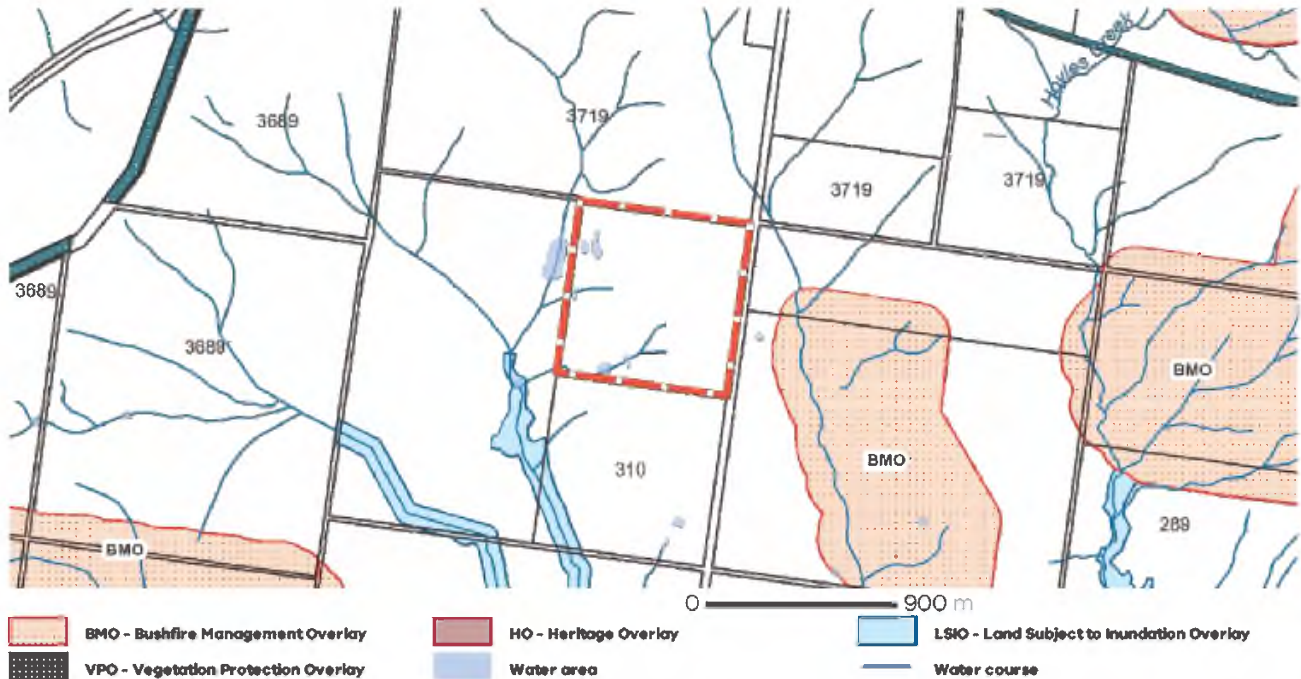 Hoyles Creek
3689
3719
3719
3719
3689
3689
BMO
BMO
310
289
BMO
0 900 m
BMO - Bushfire Management Overlay
HO - Heritage Overlay
LSIO - Land Subject to Inundation Overlay
VPO - Vegetation Protection Overlay
Water area
Water course